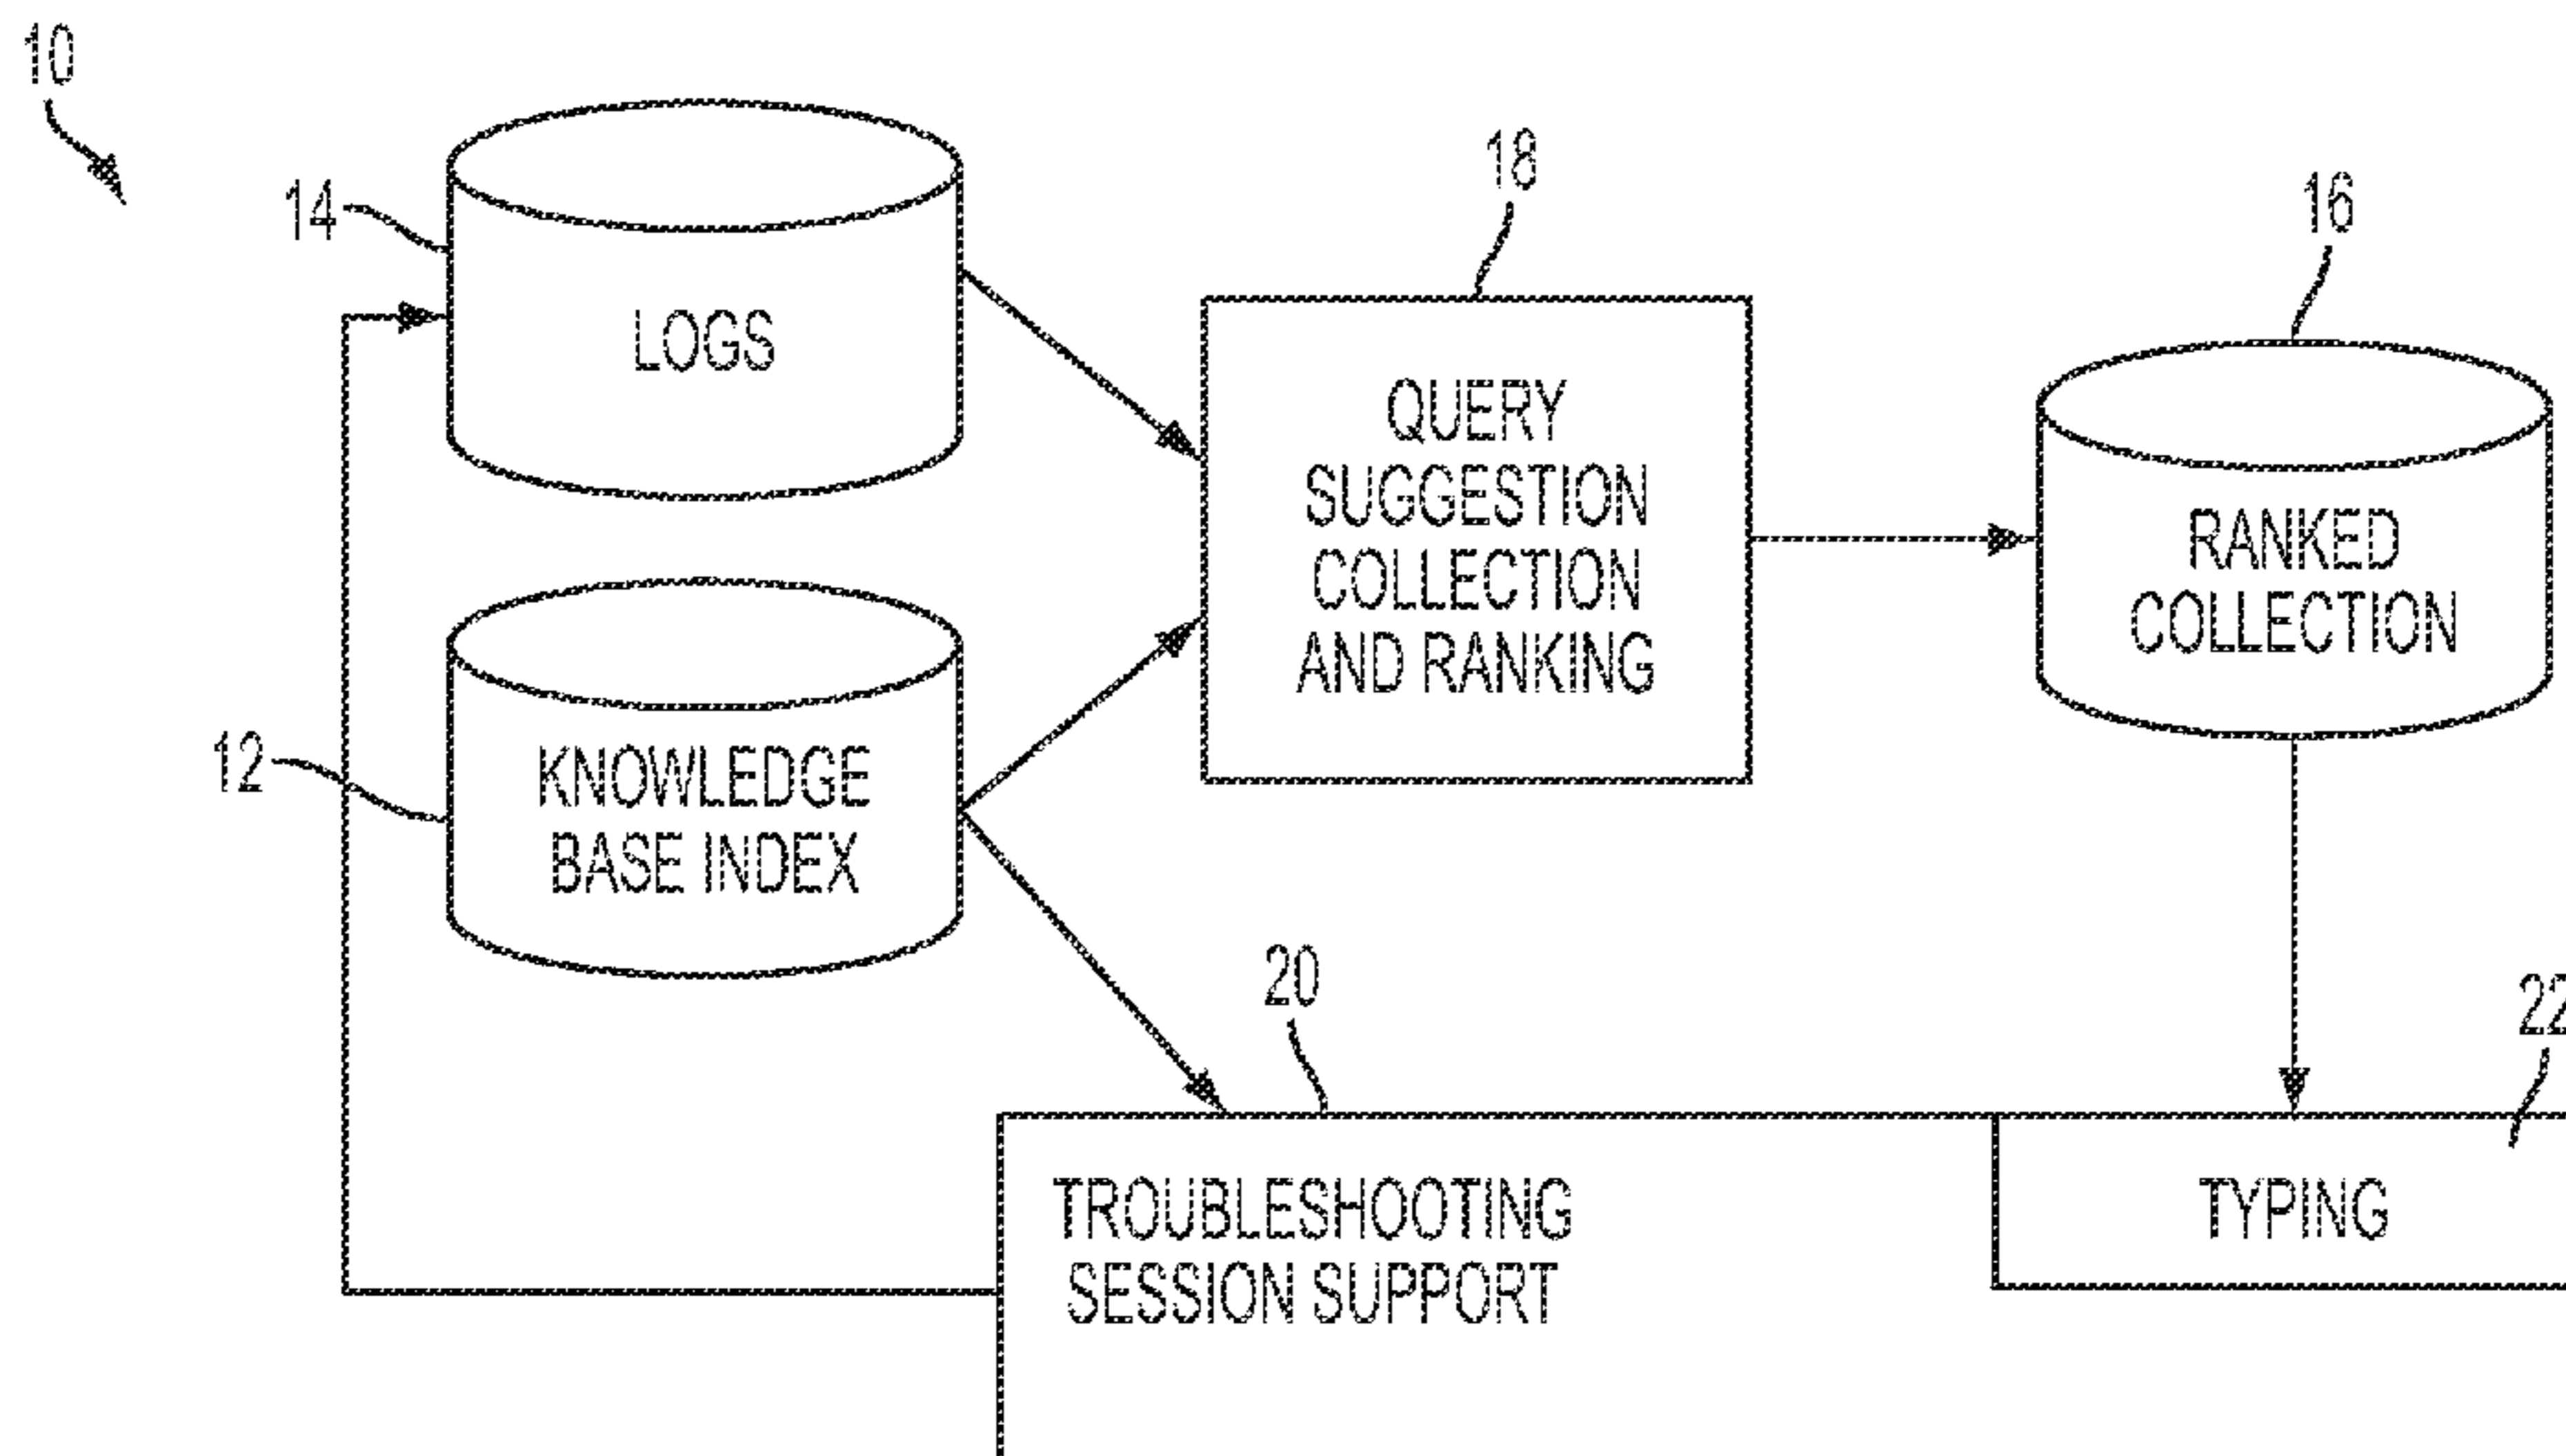 10
14
LOGS
18
QUERY
SUGGESTION
COLLECTION
AND RANKING
16
RANKED
COLLECTION
12
KNOWLEDGE
BASE INDEX
20
22
TROUBLESHOOTING
SESSION SUPPORT
TYPING